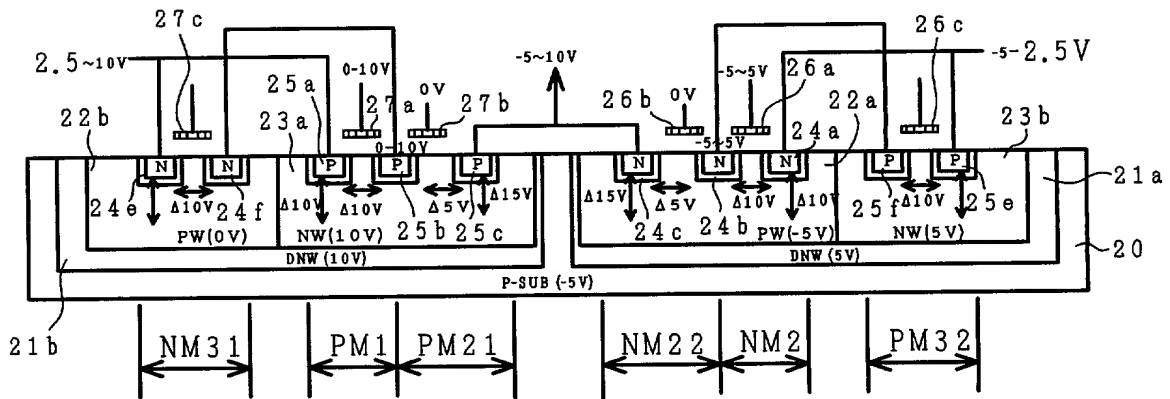 27c
26c
2.5~10V
25a
0-10V
0V
-5~10V
0V
-5~5V
26a
-5-2.5V
22b
23a
27a
27b
26b
22a
24a
23b
0-10V
-5~5V
N
N
P
P
P
N
N
N
P
P
21a
24e
Δ10V
24f
Δ10V
Δ10V
25b
Δ5V
25c
Δ15V
Δ15V
24c
Δ5V
24b
Δ10V
Δ10V
25f
Δ10V
25e
PW(0V)
NW(10V)
PW(-5V)
NW(5V)
20
DNW(10V)
DNW(5V)
P-SUB(-5V)
21b
NM31
PM1
PM21
NM22
NM2
PM32